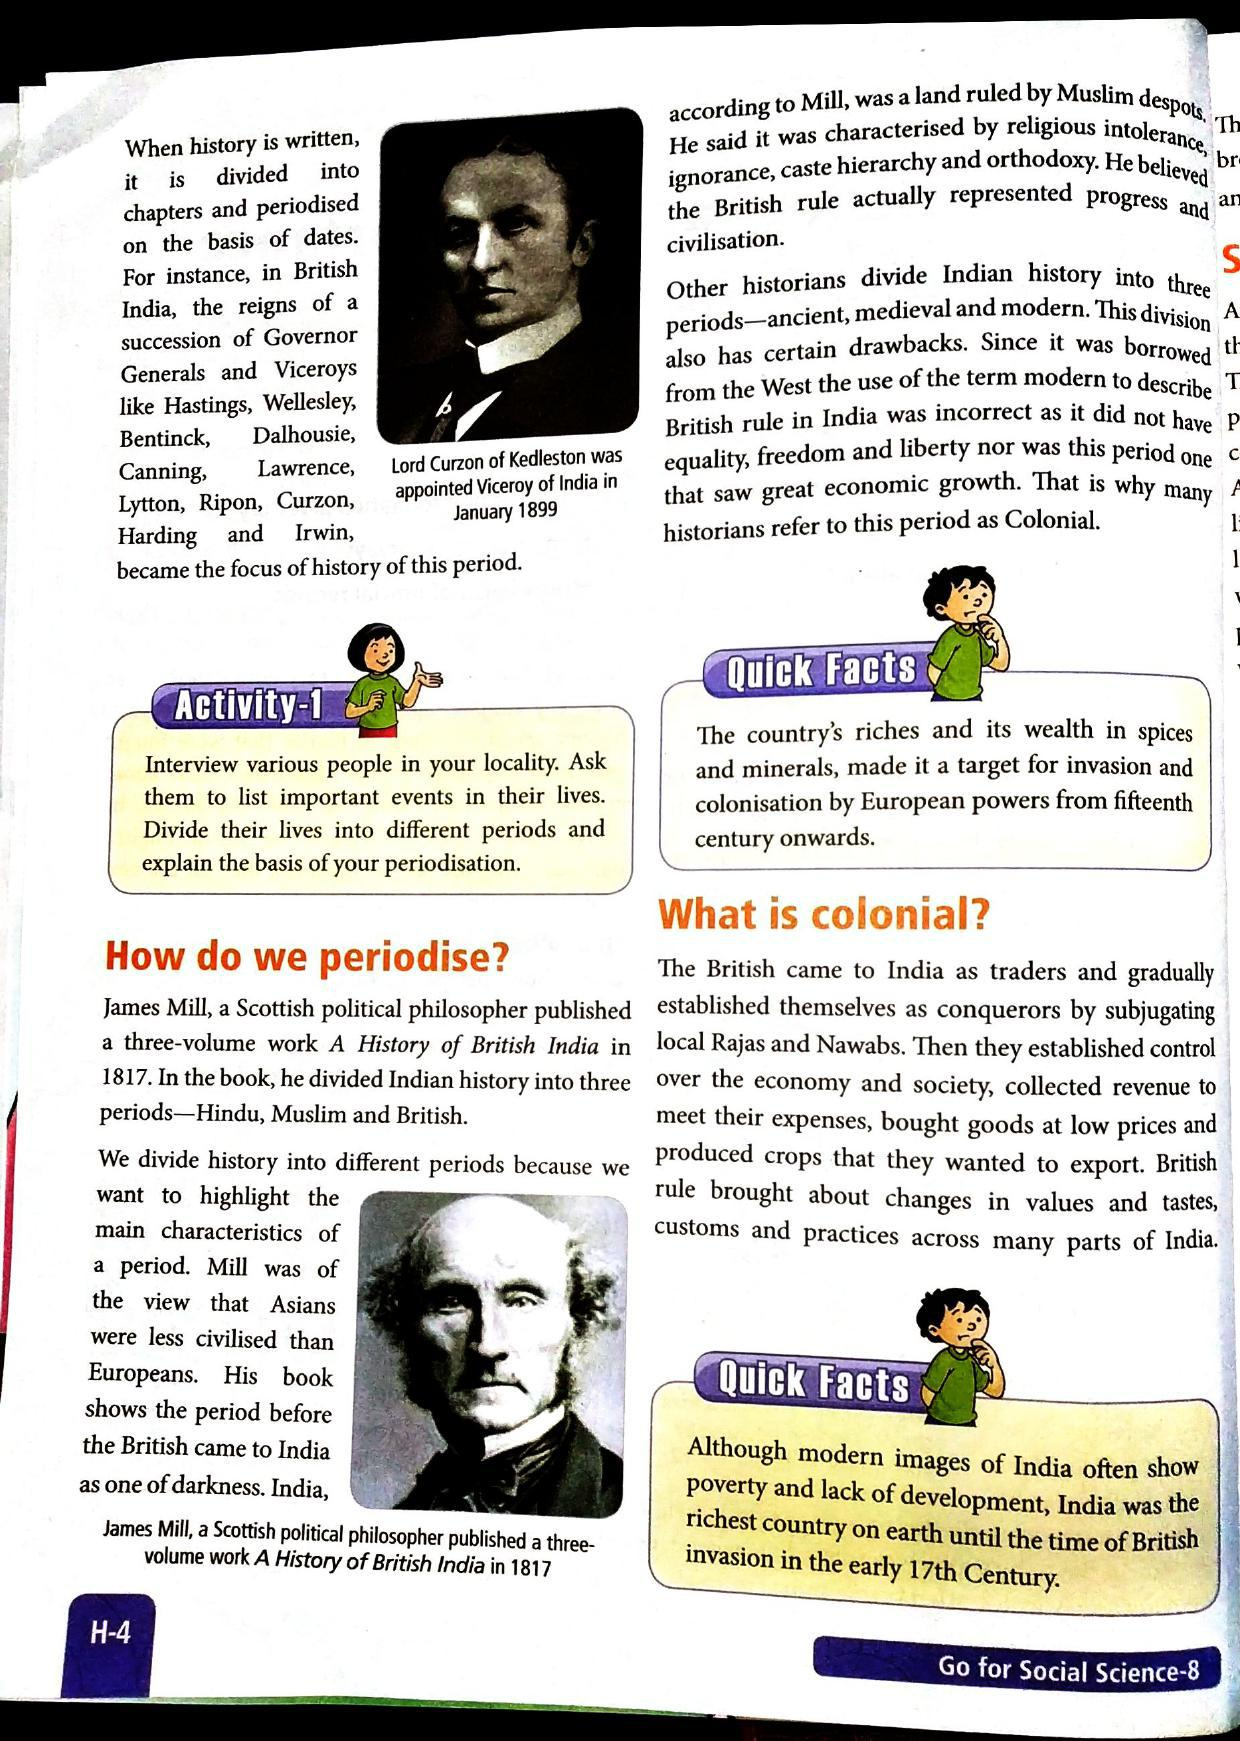 When history is written,
it is divided into
chapters and periodised
on the basis of dates.
For instance, in British
India, the reigns of a
succession of Governor
Generals and Viceroys
like Hastings, Wellesley,
Bentinck, Dalhousie,
Canning, Lawrence,
Lytton, Ripon, Curzon,
Harding and Irwin,
became the focus of history of this period.
Lord Curzon of Kedleston was
appointed Viceroy of India in
January 1899
Activity-1
Interview various people in your locality. Ask
them to list important events in their lives.
Divide their lives into different periods and
explain the basis of your periodisation.
How do we periodise?
James Mill, a Scottish political philosopher published
a three-volume work A History of British India in
1817. In the book, he divided Indian history into three
periods—Hindu, Muslim and British.
We divide history into different periods because we
want to highlight the
main characteristics of
a period. Mill was of
the view that Asians
were less civilised than
Europeans. His book
shows the period before
the British came to India
as one of darkness. India,
James Mill, a Scottish political philosopher published a three-
volume work A History of British India in 1817
H-4
according to Mill, was a land ruled by Muslim despots.
He said it was characterised by religious intolerance,
ignorance, caste hierarchy and orthodoxy. He believed
the British rule actually represented progress and
civilisation.
Other historians divide Indian history into three
periods—ancient, medieval and modern. This division
also has certain drawbacks. Since it was borrowed
from the West the use of the term modern to describe
British rule in India was incorrect as it did not have
equality, freedom and liberty nor was this period one
that saw great economic growth. That is why many
historians refer to this period as Colonial.
Quick Facts
The country's riches and its wealth in spices
and minerals, made it a target for invasion and
colonisation by European powers from fifteenth
century onwards.
What is colonial?
The British came to India as traders and gradually
established themselves as conquerors by subjugating
local Rajas and Nawabs. Then they established control
over the economy and society, collected revenue to
meet their expenses, bought goods at low prices and
produced crops that they wanted to export. British
rule brought about changes in values and tastes,
customs and practices across many parts of India.
Quick Facts
Although modern images of India often show
poverty and lack of development, India was the
richest country on earth until the time of British
invasion in the early 17th Century.
Go for Social Science-8